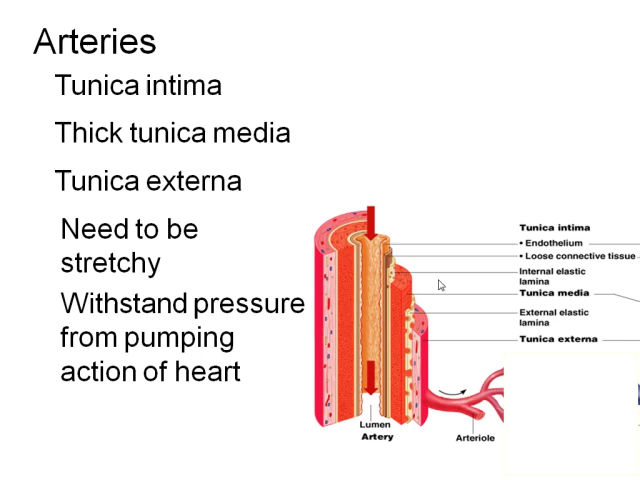 Arteries
Tunica intima
Thick tunica media
Tunica externa
Need to be
stretchy
Withstand pressure
from pumping
action of heart
Tunica intima
• Endothelium
• Loose connective tissue
Internal elastic
lamina
Tunica media
External elastic
lamina
Tunica externa
Lumen
Artery
Arteriole